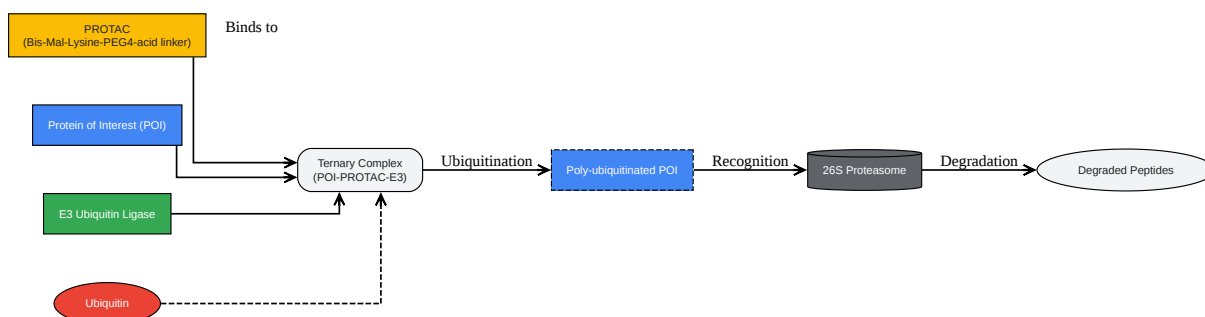 PROTAC
(Bis-Mal-Lysine-PEG4-acid linker)
Binds to
Protein of Interest (POI)
Ternary Complex
(POI-PROTAC-E3)
Ubiquitination
Poly-ubiquitinated POI
Recognition
26S Proteasome
Degradation
Degraded Peptides
E3 Ubiquitin Ligase
Ubiquitin